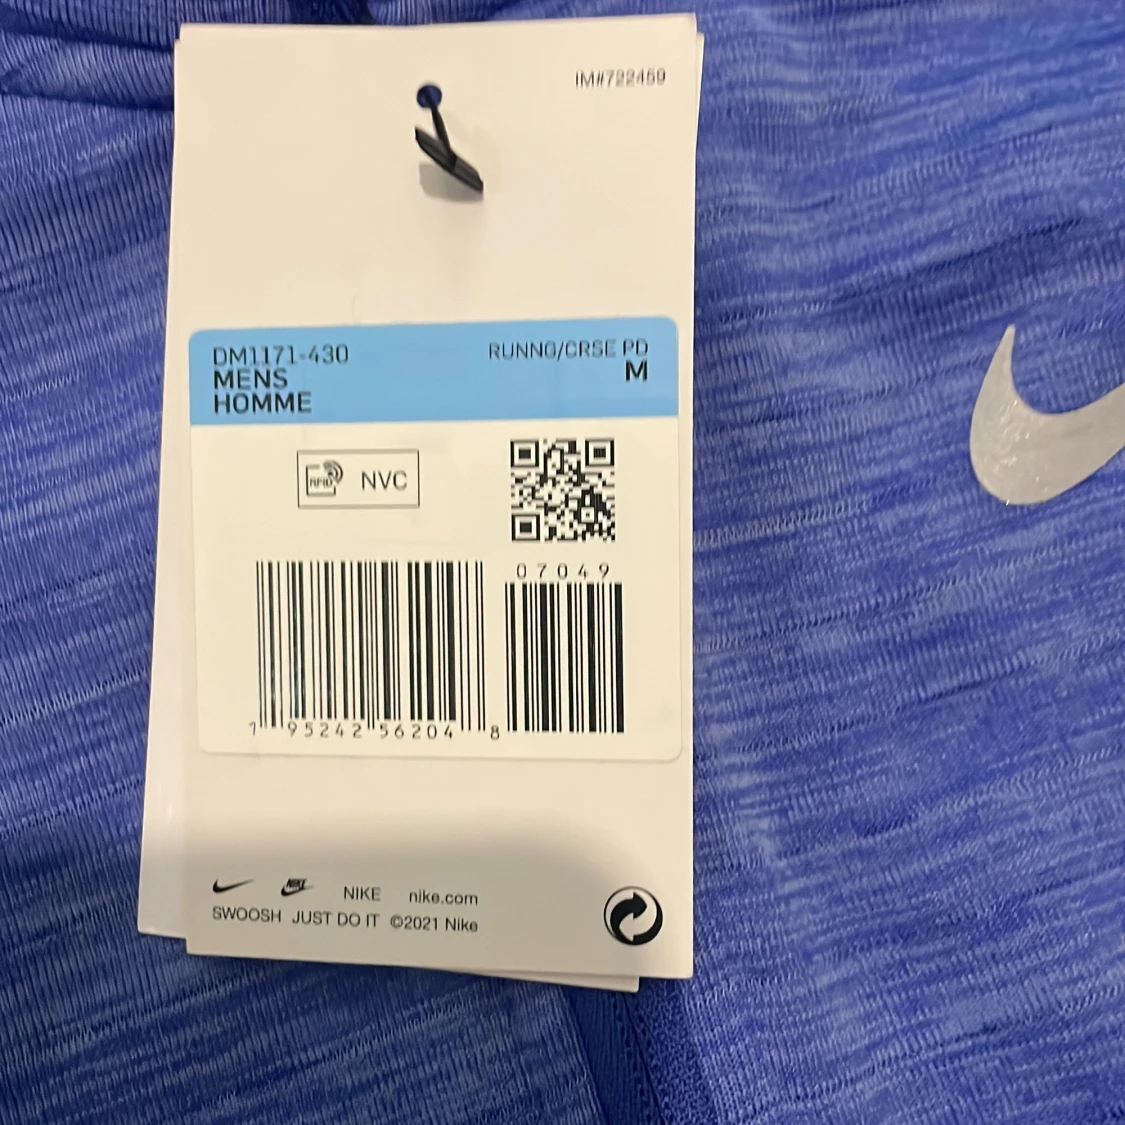 IM#722459
DM1171-430 RUNNG/CRSE PD
MENS M
HOMME
RFID NVC
07049
1 95242 56204 8
NIKE NIKE nike.com
SWOOSH JUST DO IT ©2021 Nike